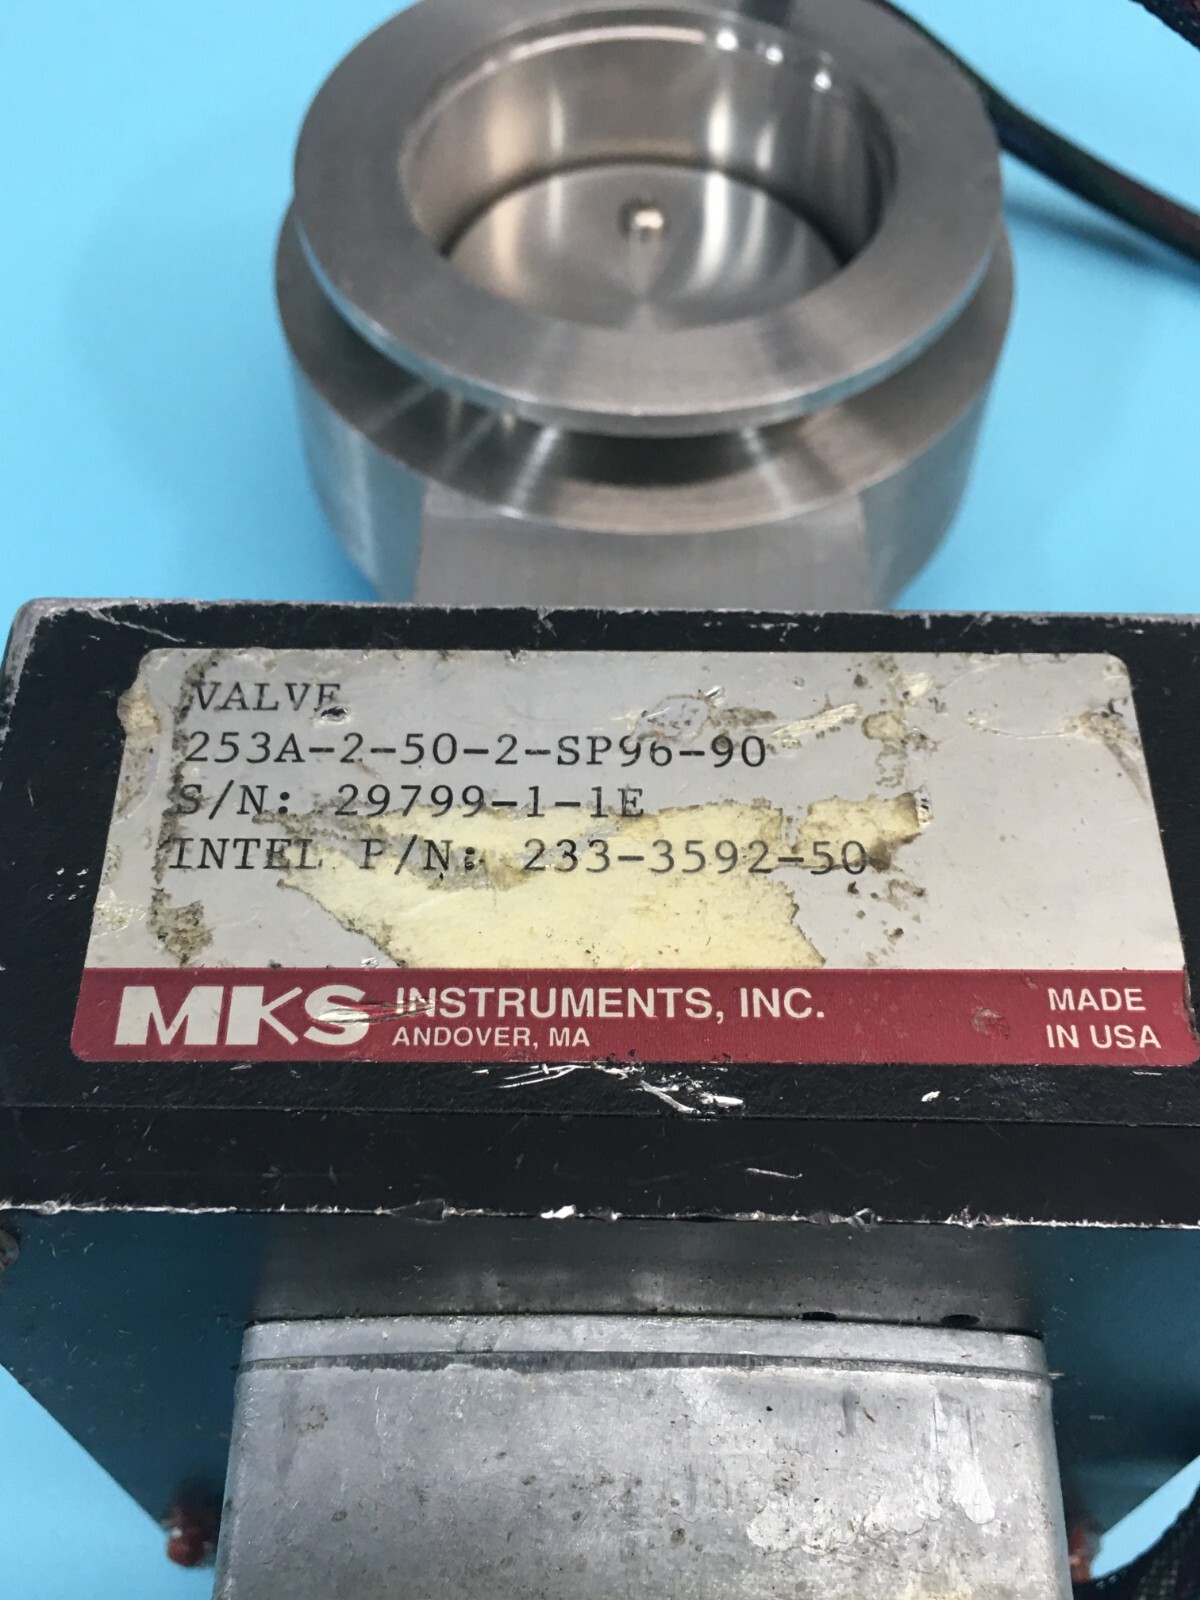 VALVE
253A-2-50-2-SP96-90
S/N: 29799-1-1E
INTEL P/N: 233-3592-50
MKS INSTRUMENTS, INC.
ANDOVER, MA
MADE
IN USA